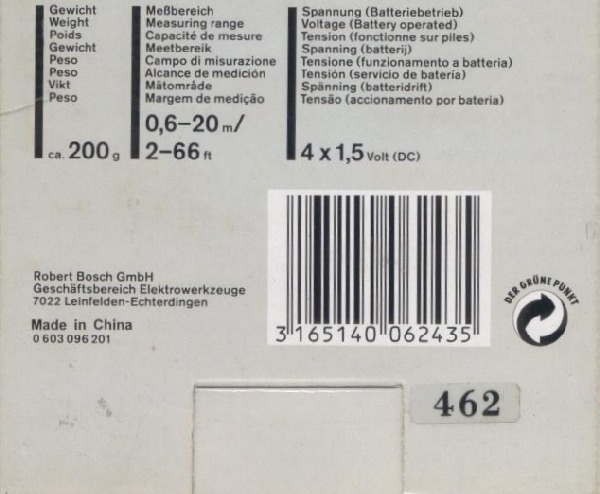 Gewicht
Weight
Poids
Gewicht
Peso
Peso
Vikt
Peso
ca. 200 g
Meßbereich
Measuring range
Capacité de mesure
Meetbereik
Campo di misurazione
Alcance de medición
Mätområde
Margem de medição
0,6–20 m/
2–66 ft
Spannung (Batteriebetrieb)
Voltage (Battery operated)
Tension (fonctionne sur piles)
Spanning (batterij)
Tensione (funzionamento a batteria)
Tensión (servicio de batería)
Spänning (batteridrift)
Tensão (accionamento por bateria)
4 x 1,5 Volt (DC)
Robert Bosch GmbH
Geschäftsbereich Elektrowerkzeuge
7022 Leinfelden-Echterdingen
Made in China
0 603 096 201
3 165140 062435
DER GRÜNE PUNKT
462